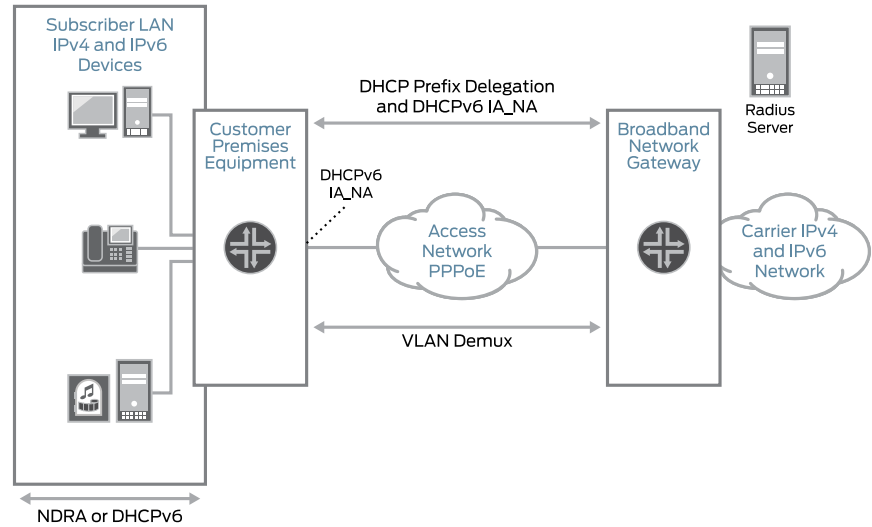 Subscriber LAN
IPv4 and IPv6
Devices
DHCP Prefix Delegation
and DHCPv6 IA_NA
Radius
Server
Customer
Premises
Equipment
Broadband
Network
Gateway
DHCPv6
IA_NA
Access
Network
PPPoE
Carrier IPv4
and IPv6
Network
VLAN Demux
NDRA or DHCPv6